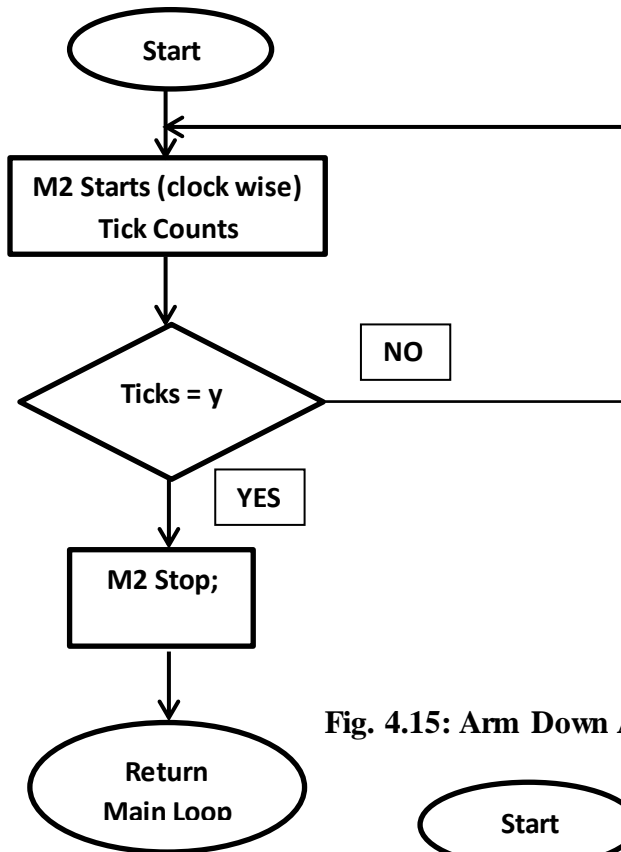 Start
M2 Starts (clock wise)
Tick Counts
Ticks = y
NO
YES
M2 Stop;
Fig. 4.15: Arm Down
Return
Main Loop
Start